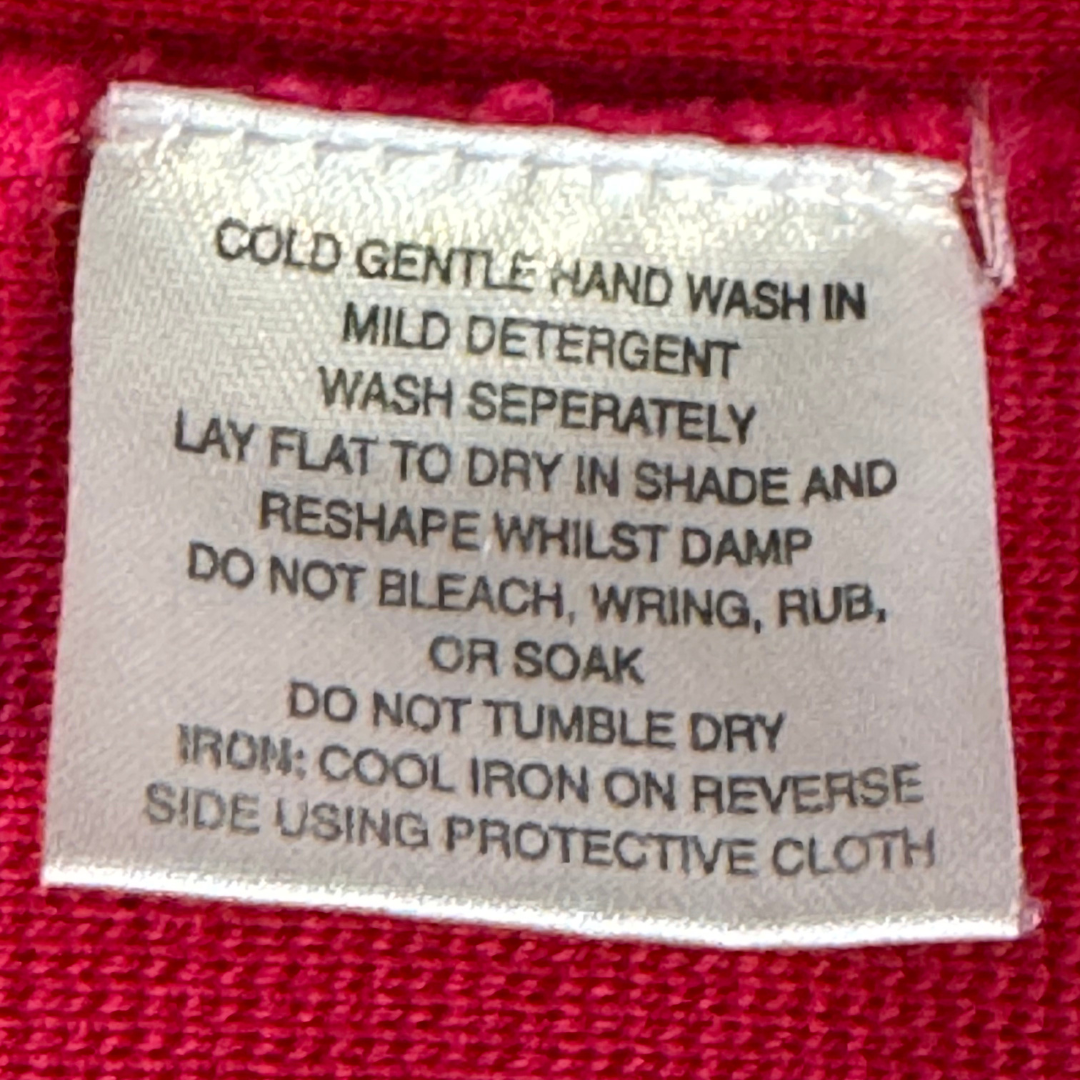 COLD GENTLE HAND WASH IN
MILD DETERGENT
WASH SEPERATELY
LAY FLAT TO DRY IN SHADE AND
RESHAPE WHILST DAMP
DO NOT BLEACH, WRING, RUB,
OR SOAK
DO NOT TUMBLE DRY
IRON: COOL IRON ON REVERSE
SIDE USING PROTECTIVE CLOTH